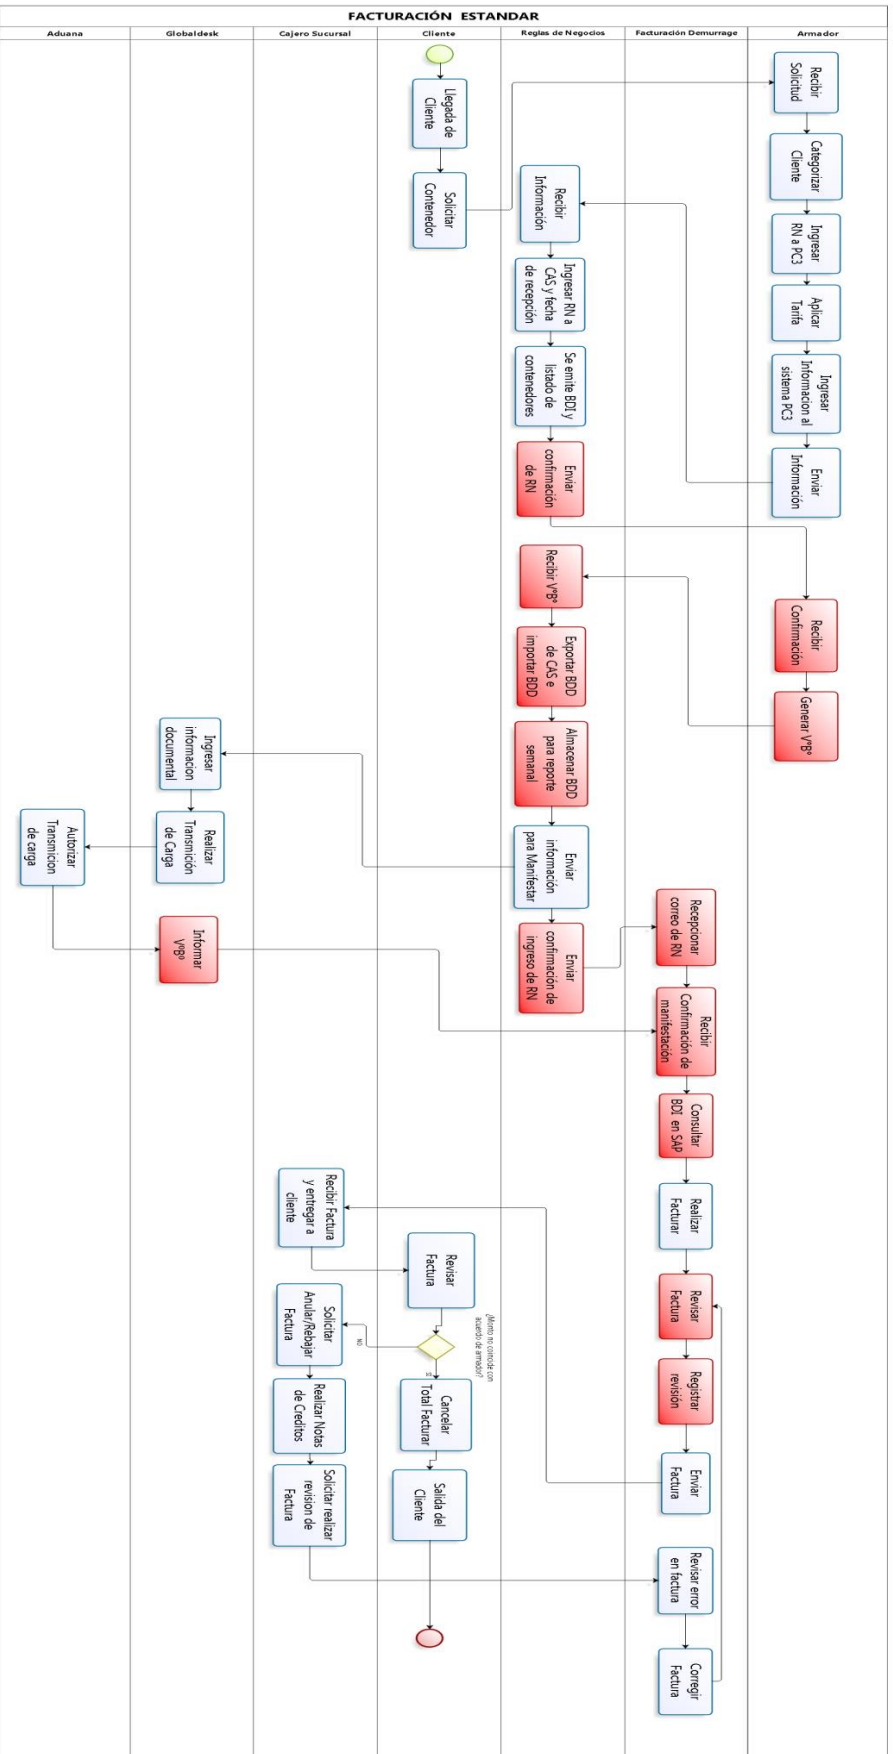 FACTURACIÓN ESTANDAR
Aduana
Globaldesk
Cajero Sucursal
Cliente
Reglas de Negocios
Facturación Demurrage
Armador
Recibir
Solicitud
Categorizar
Cliente
Ingresar
RN a PC3
Aplicar
Tarifa
Ingresar
Informacion al
sistema PC3
Enviar
Información
Recibir
Confirmación
Generar VºBº
Recepcionar
correo de RN
Recibir
Confirmación de
manifestación
Consultar
BDI en SAP
Realizar
Facturar
Revisar
Factura
Registrar
revisión
Enviar
Factura
Revisar error
en factura
Corregir
Factura
Recibir
Información
Ingresar RN a
CAS y fecha
de recepción
Se emite BDI y
listado de
contenedores
Enviar
confirmación
de RN
Recibir VºBº
Exportar BDD
de CAS e
importar BDD
Almacenar BDD
para reporte
semanal
Enviar
información
para Manifestar
Enviar
confirmación de
ingreso de RN
Llegada de
Cliente
Solicitar
Contenedor
Revisar
Factura
¿Monto no coincide con
acuerdo de armador?
NO
Cancelar
Total Facturar
Salida del
Cliente
Recibir Factura
y entregar a
cliente
Solicitar
Anular/Rebajar
Factura
Realizar Notas
de Creditos
Solicitar realizar
revision de
Factura
Ingresar
informacion
documental
Realizar
Transmición
de Carga
Informar
VºBº
Autorizar
Transmicion
de carga